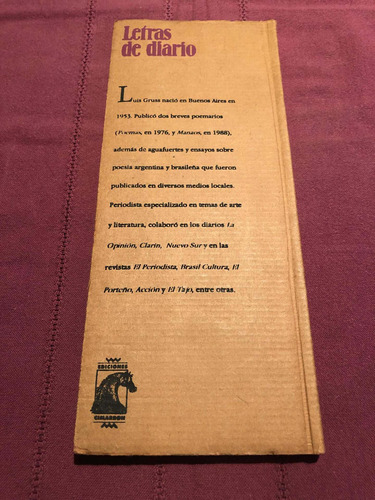 Letras
de diario
Luis Gruss nació en Buenos Aires en
1953. Publicó dos breves poemarios
(Poemas, en 1976, y Manaos, en 1988),
además de aguafuertes y ensayos sobre
poesía argentina y brasileña que fueron
publicados en diversos medios locales.
Periodista especializado en temas de arte
y literatura, colaboró en los diarios La
Opinión, Clarín, Nuevo Sur y en las
revistas El Periodista, Brasil Cultura, El
Porteño, Acción y El Tajo, entre otras.
EDICIONES
CIMARRON